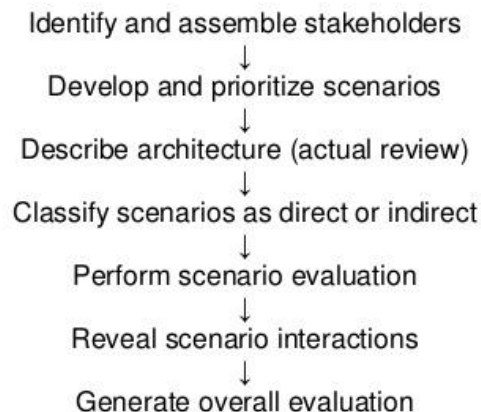 Identify and assemble stakeholders
↓
Develop and prioritize scenarios
↓
Describe architecture (actual review)
↓
Classify scenarios as direct or indirect
↓
Perform scenario evaluation
↓
Reveal scenario interactions
↓
Generate overall evaluation